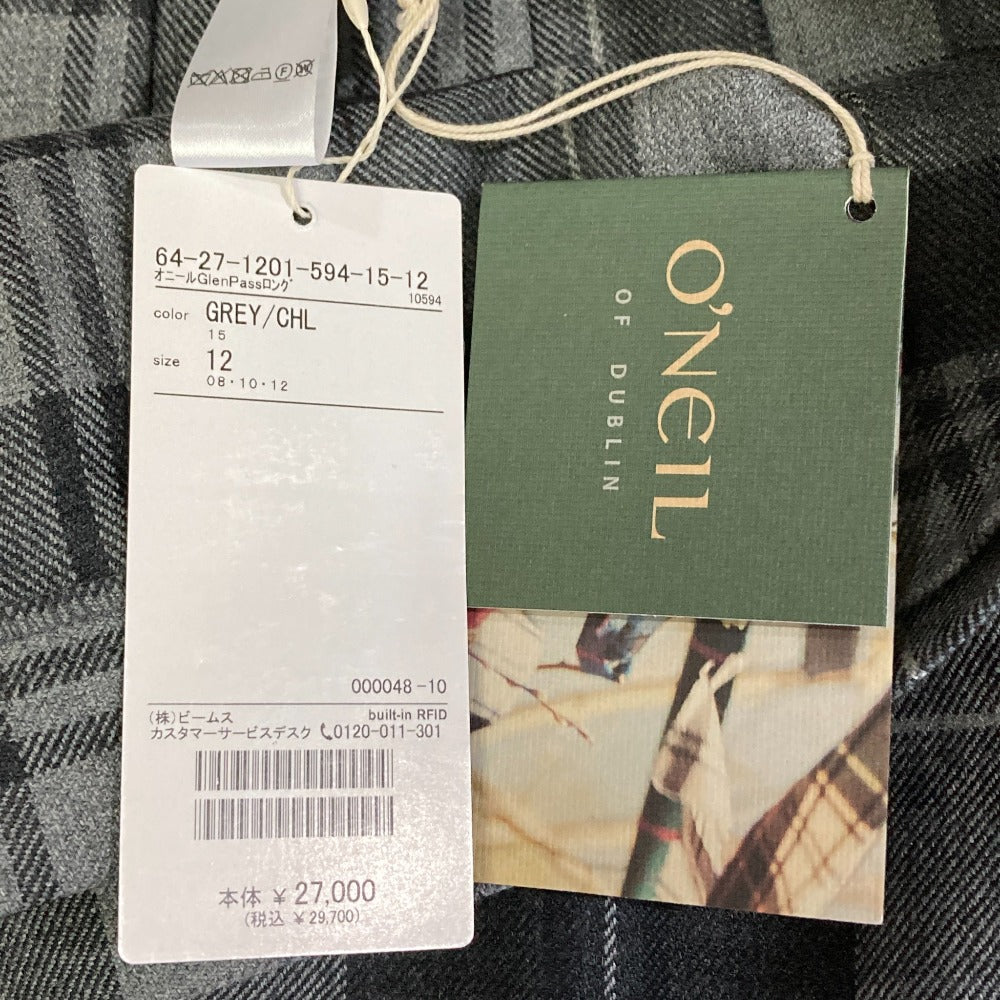 64-27-1201-594-15-12
オニールGlenPassロング
10594
color GREY/CHL
15
size 12
08・10・12
000048-10
(株)ビームス built-in RFID
カスタマーサービスデスク 0120-011-301
本体 ¥ 27,000
(税込 ¥ 29,700)
O'NEIL
OF DUBLIN